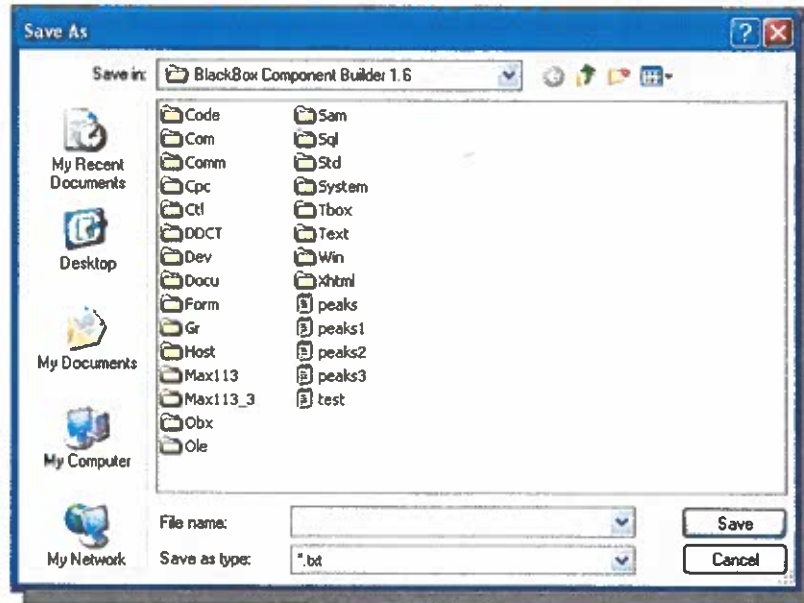 Save As
Save in: BlackBox Component Builder 1.6
My Recent
Documents
Desktop
My Documents
My Computer
My Network
Code
Com
Comm
Cpc
Ctl
DDCT
Dev
Docu
Form
Gr
Host
Max113
Max113_3
Obx
Ole
Sam
Sql
Std
System
Tbox
Text
Win
Xhtml
peaks
peaks1
peaks2
peaks3
test
File name:
Save
Save as type: *.txt
Cancel